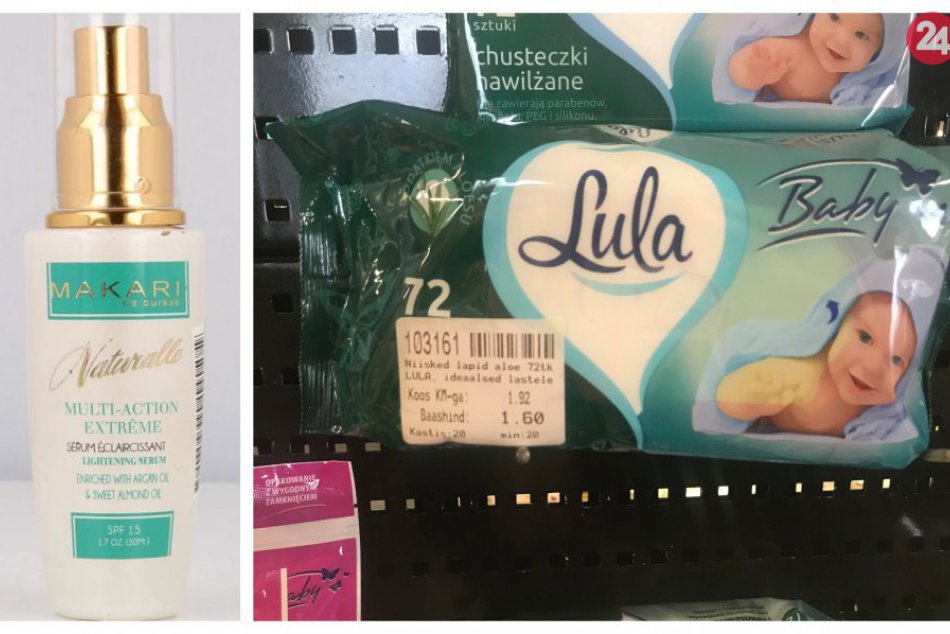 MAKARI
DE SUISSE
Naturalle
MULTI-ACTION
EXTRÊME
SÉRUM ÉCLAIRCISSANT
LIGHTENING SERUM
ENRICHED WITH ARGAN OIL
& SWEET ALMOND OIL
SPF 15
1.7 OZ. (50ML)
24
sztuki
chusteczki
nawilżane
nie zawierają parabenów,
PEG i silikonu.
Lula
Baby
72
103161
Niisked lapid aloe 72tk
LULA, ideaalsed lastele
Koos KM-ga: 1.92
Baashind: 1.60
Kastis:20 min:20
OPAKOWANIE
Z WYGODNYM
ZAMKNIĘCIEM
Baby